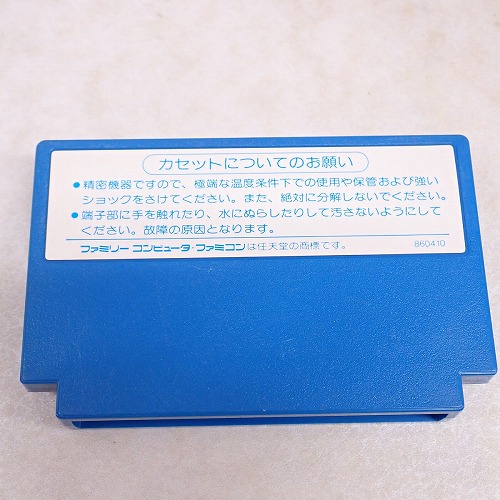 カセットについてのお願い
●精密機器ですので、極端な温度条件下での使用や保管および強い
ショックをさけてください。また、絶対に分解しないでください。
●端子部に手を触れたり、水にぬらしたりして汚さないようにして
ください。故障の原因となります。
ファミリー コンピュータ・ファミコンは任天堂の商標です。 860410